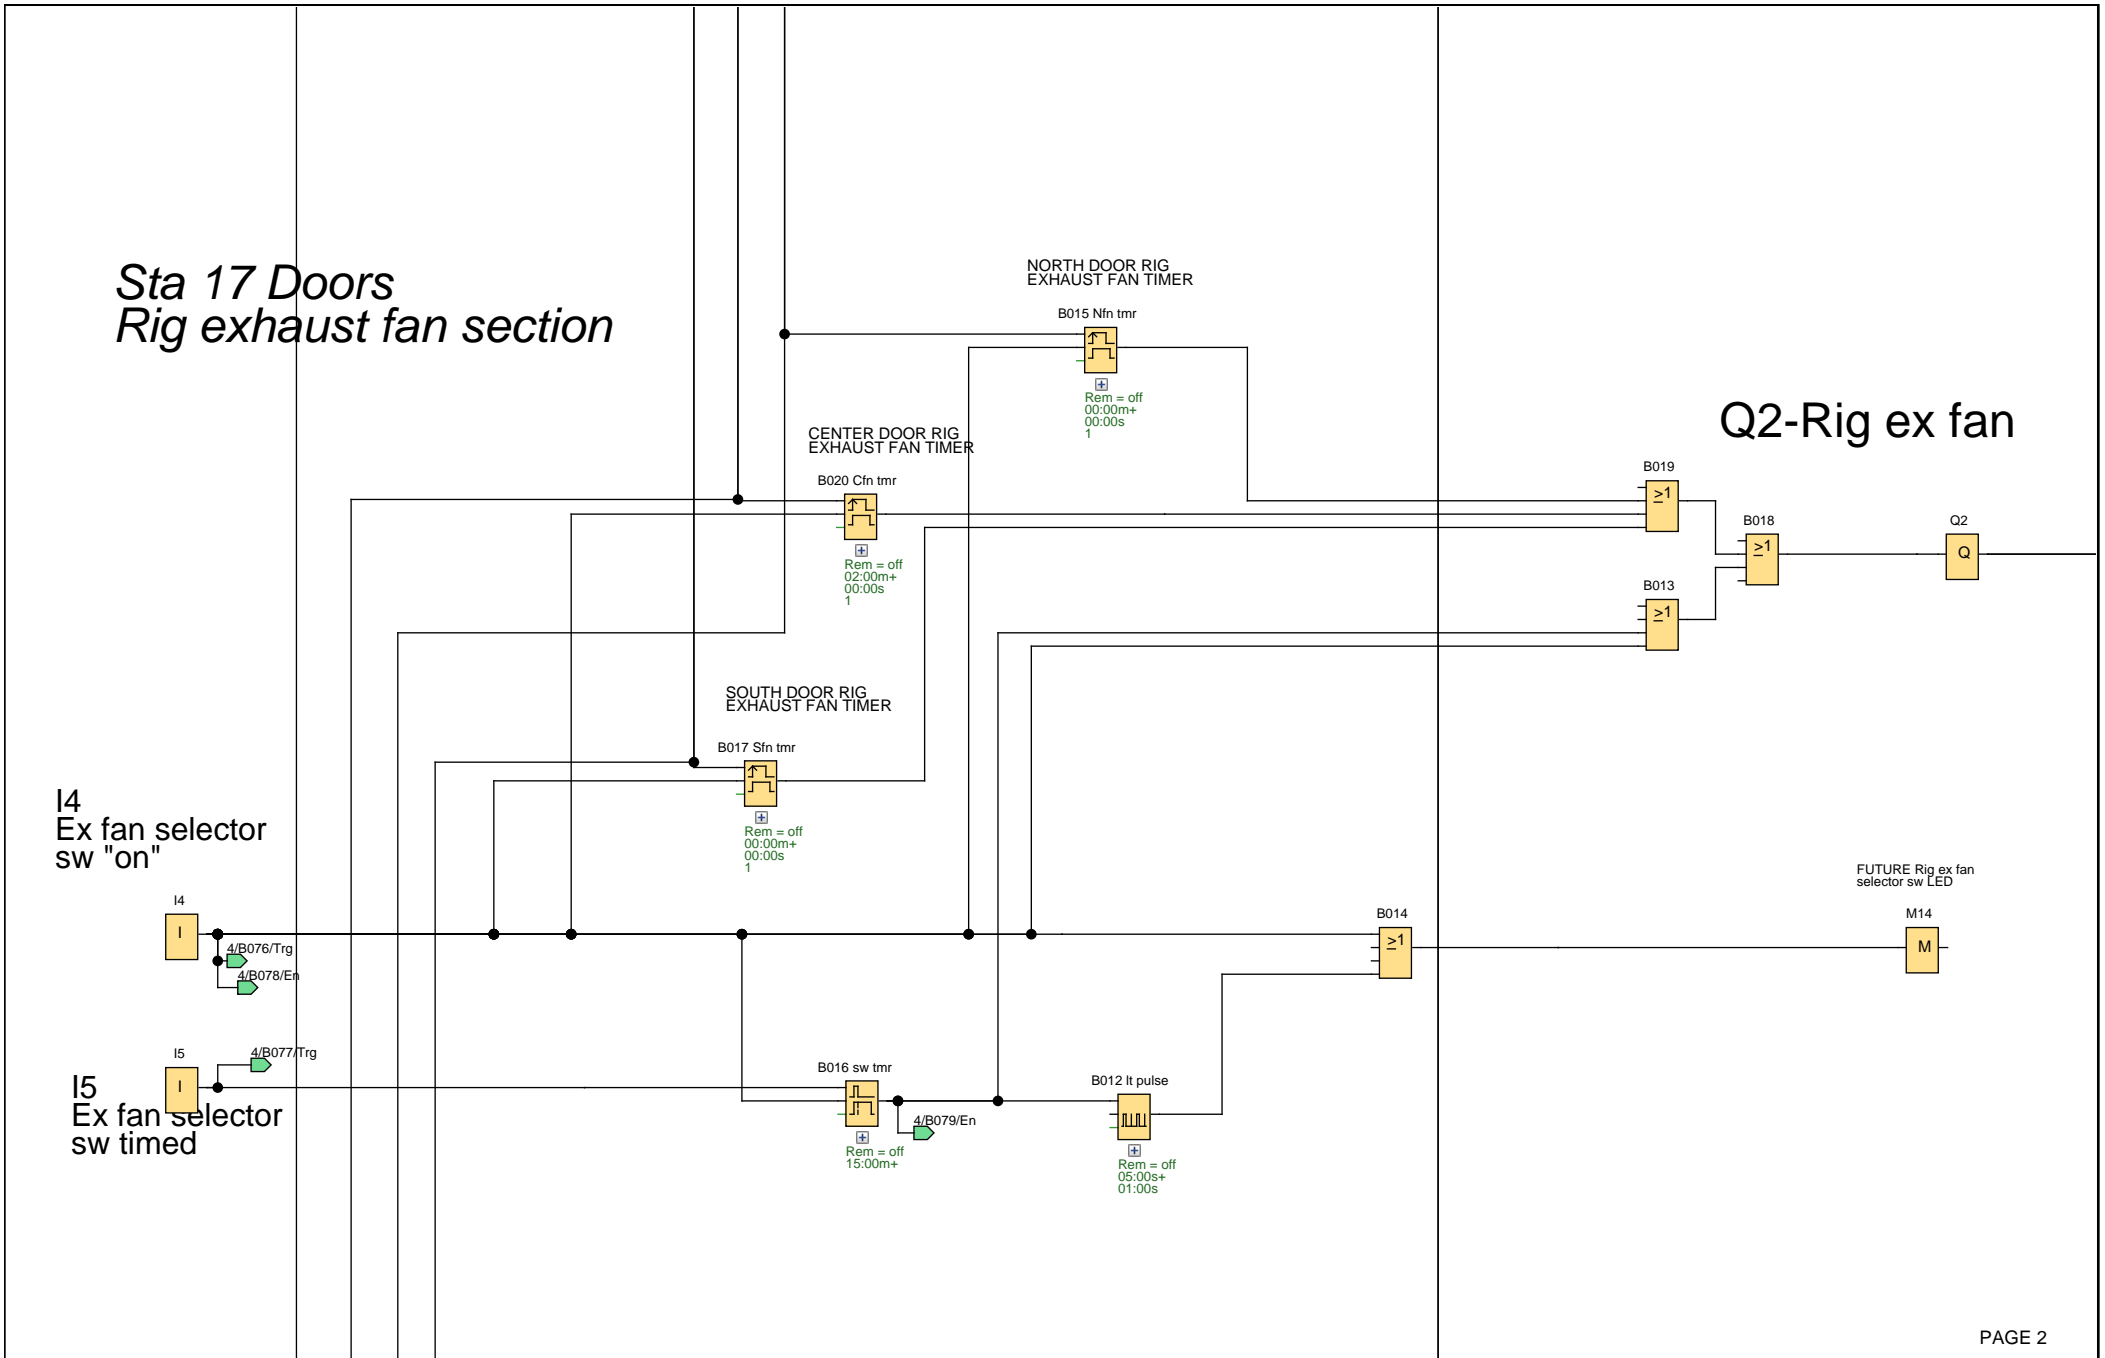 Sta 17 Doors
Rig exhaust fan section
NORTH DOOR RIG
EXHAUST FAN TIMER
B015 Nfn tmr
Rem = off
00:00m+
00:00s
1
CENTER DOOR RIG
EXHAUST FAN TIMER
B020 Cfn tmr
Rem = off
02:00m+
00:00s
1
Q2-Rig ex fan
B019
≥1
B018
≥1
Q2
Q
B013
≥1
SOUTH DOOR RIG
EXHAUST FAN TIMER
B017 Sfn tmr
Rem = off
00:00m+
00:00s
1
I4
Ex fan selector
sw "on"
I4
I
4/B076/Trg
4/B078/En
B014
≥1
FUTURE Rig ex fan
selector sw LED
M14
M
I5
I
4/B077/Trg
I5
Ex fan selector
sw timed
B016 sw tmr
Rem = off
15:00m+
4/B079/En
B012 lt pulse
Rem = off
05:00s+
01:00s
PAGE 2